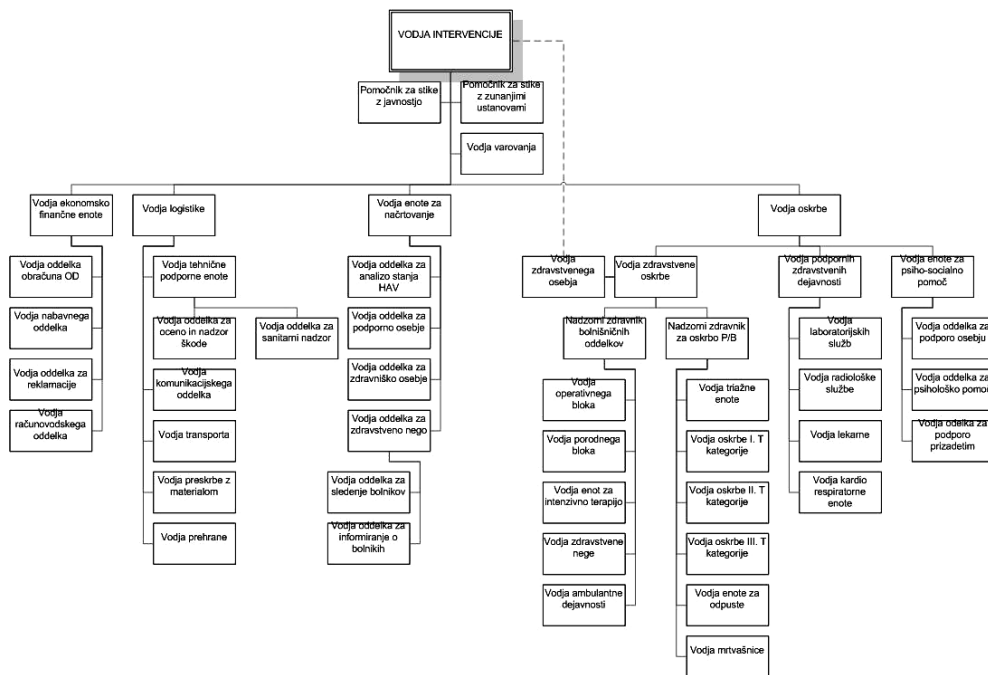 VODJA INTERVENCIJE
Pomočnik za stike
z javnostjo
Pomočnik za stike
z zunanjimi
ustanovami
Vodja varovanja
Vodja ekonomsko
finančne enote
Vodja logistike
Vodja enote za
načrtovanje
Vodja oskrbe
Vodja oddelka
obračuna OD
Vodja nabavnega
oddelka
Vodja oddelka za
reklamacije
Vodja
računovodskega
oddelka
Vodja tehnične
podporne enote
Vodja oddelka za
oceno in nadzor
škode
Vodja oddelka za
sanitarni nadzor
Vodja
komunikacijskega
oddelka
Vodja transporta
Vodja preskrbe z
materialom
Vodja prehrane
Vodja oddelka za
analizo stanja
HAV
Vodja oddelka za
podporno osebje
Vodja oddelka za
zdravniško osebje
Vodja oddelka za
zdravstveno nego
Vodja oddelka za
sledenje bolnikov
Vodja oddelka za
informiranje o
bolnikih
Vodja
zdravstvenega
osebja
Vodja zdravstvene
oskrbe
Nadzorni zdravnik
bolnišničnih
oddelkov
Vodja
operativnega
bloka
Vodja porodnega
bloka
Vodja enot za
intenzivno terapijo
Vodja zdravstvene
nege
Vodja ambulantne
dejavnosti
Nadzorni zdravnik
za oskrbo P/B
Vodja triažne
enote
Vodja oskrbe I. T
kategorije
Vodja oskrbe II. T
kategorije
Vodja oskrbe III. T
kategorije
Vodja enote za
odpuste
Vodja mrtvašnice
Vodja podpornih
zdravstvenih
dejavnosti
Vodja
laboratorijskih
služb
Vodja radiološke
službe
Vodja lekarne
Vodja kardio
respiratorne
enote
Vodja enote za
psiho-socialno
pomoč
Vodja oddelka za
podporo osebju
Vodja oddelka za
psihološko pomoč
Vodja odelka za
podporo
prizadetim